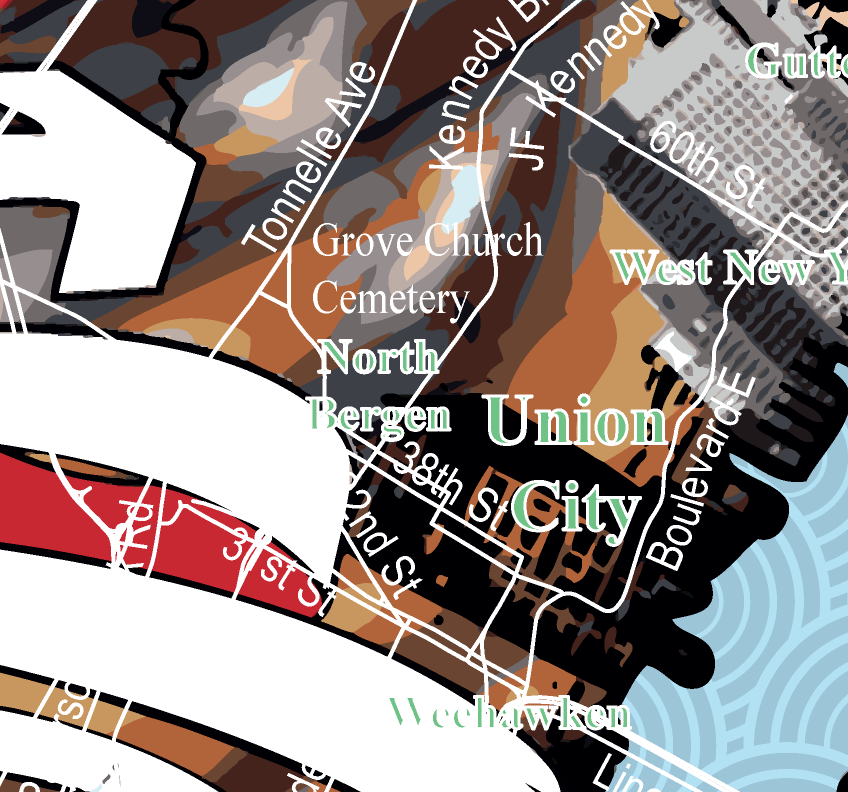 Kennedy B
JF Kennedy
Tonnelle Ave
60th St
Grove Church
Cemetery
West New Y
North
Bergen
Union
City
Boulevard E
38th St
2nd St
31st St
Rd
Weehawken